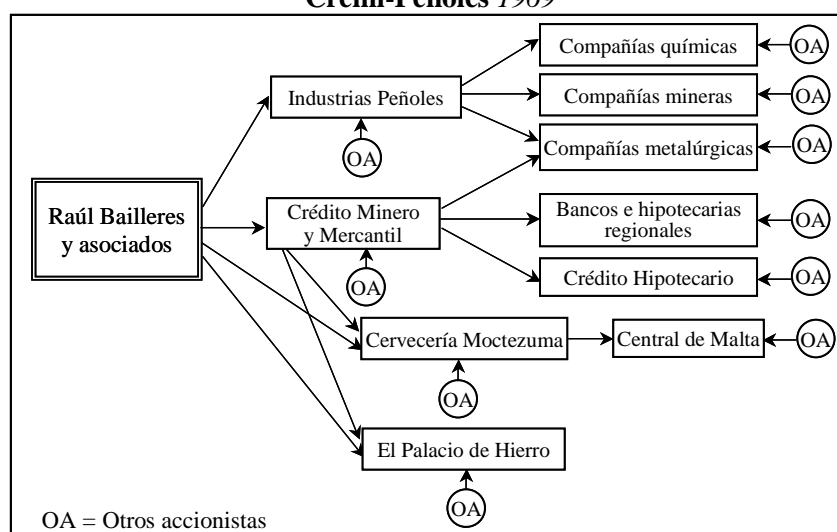 Cremi-Peñoles
Compañías químicas
OA
Industrias Peñoles
Compañías mineras
OA
OA
Compañías metalúrgicas
OA
Raúl Bailleres
y asociados
Crédito Minero
y Mercantil
OA
Bancos e hipotecarias
regionales
OA
Crédito Hipotecario
OA
Cervecería Moctezuma
OA
Central de Malta
OA
El Palacio de Hierro
OA
OA = Otros accionistas